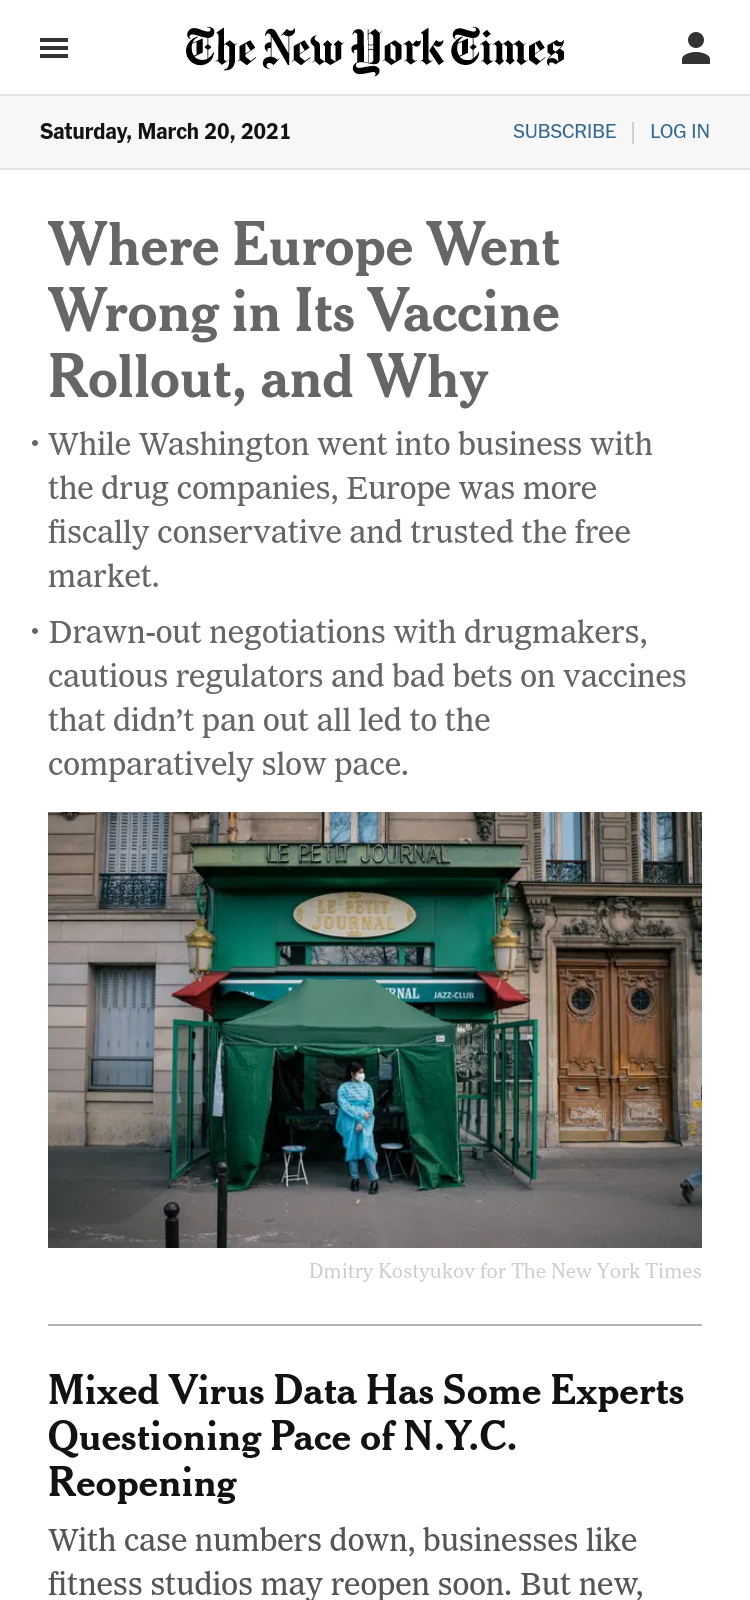 The New York Times
Saturday, March 20, 2021
SUBSCRIBE | LOG IN
Where Europe Went
Wrong in Its Vaccine
Rollout, and Why
• While Washington went into business with
the drug companies, Europe was more
fiscally conservative and trusted the free
market.
• Drawn-out negotiations with drugmakers,
cautious regulators and bad bets on vaccines
that didn’t pan out all led to the
comparatively slow pace.
LE PETIT JOURNAL
LE PETIT
JOURNAL
JAZZ-CLUB
Dmitry Kostyukov for The New York Times
Mixed Virus Data Has Some Experts
Questioning Pace of N.Y.C.
Reopening
With case numbers down, businesses like
fitness studios may reopen soon. But new,